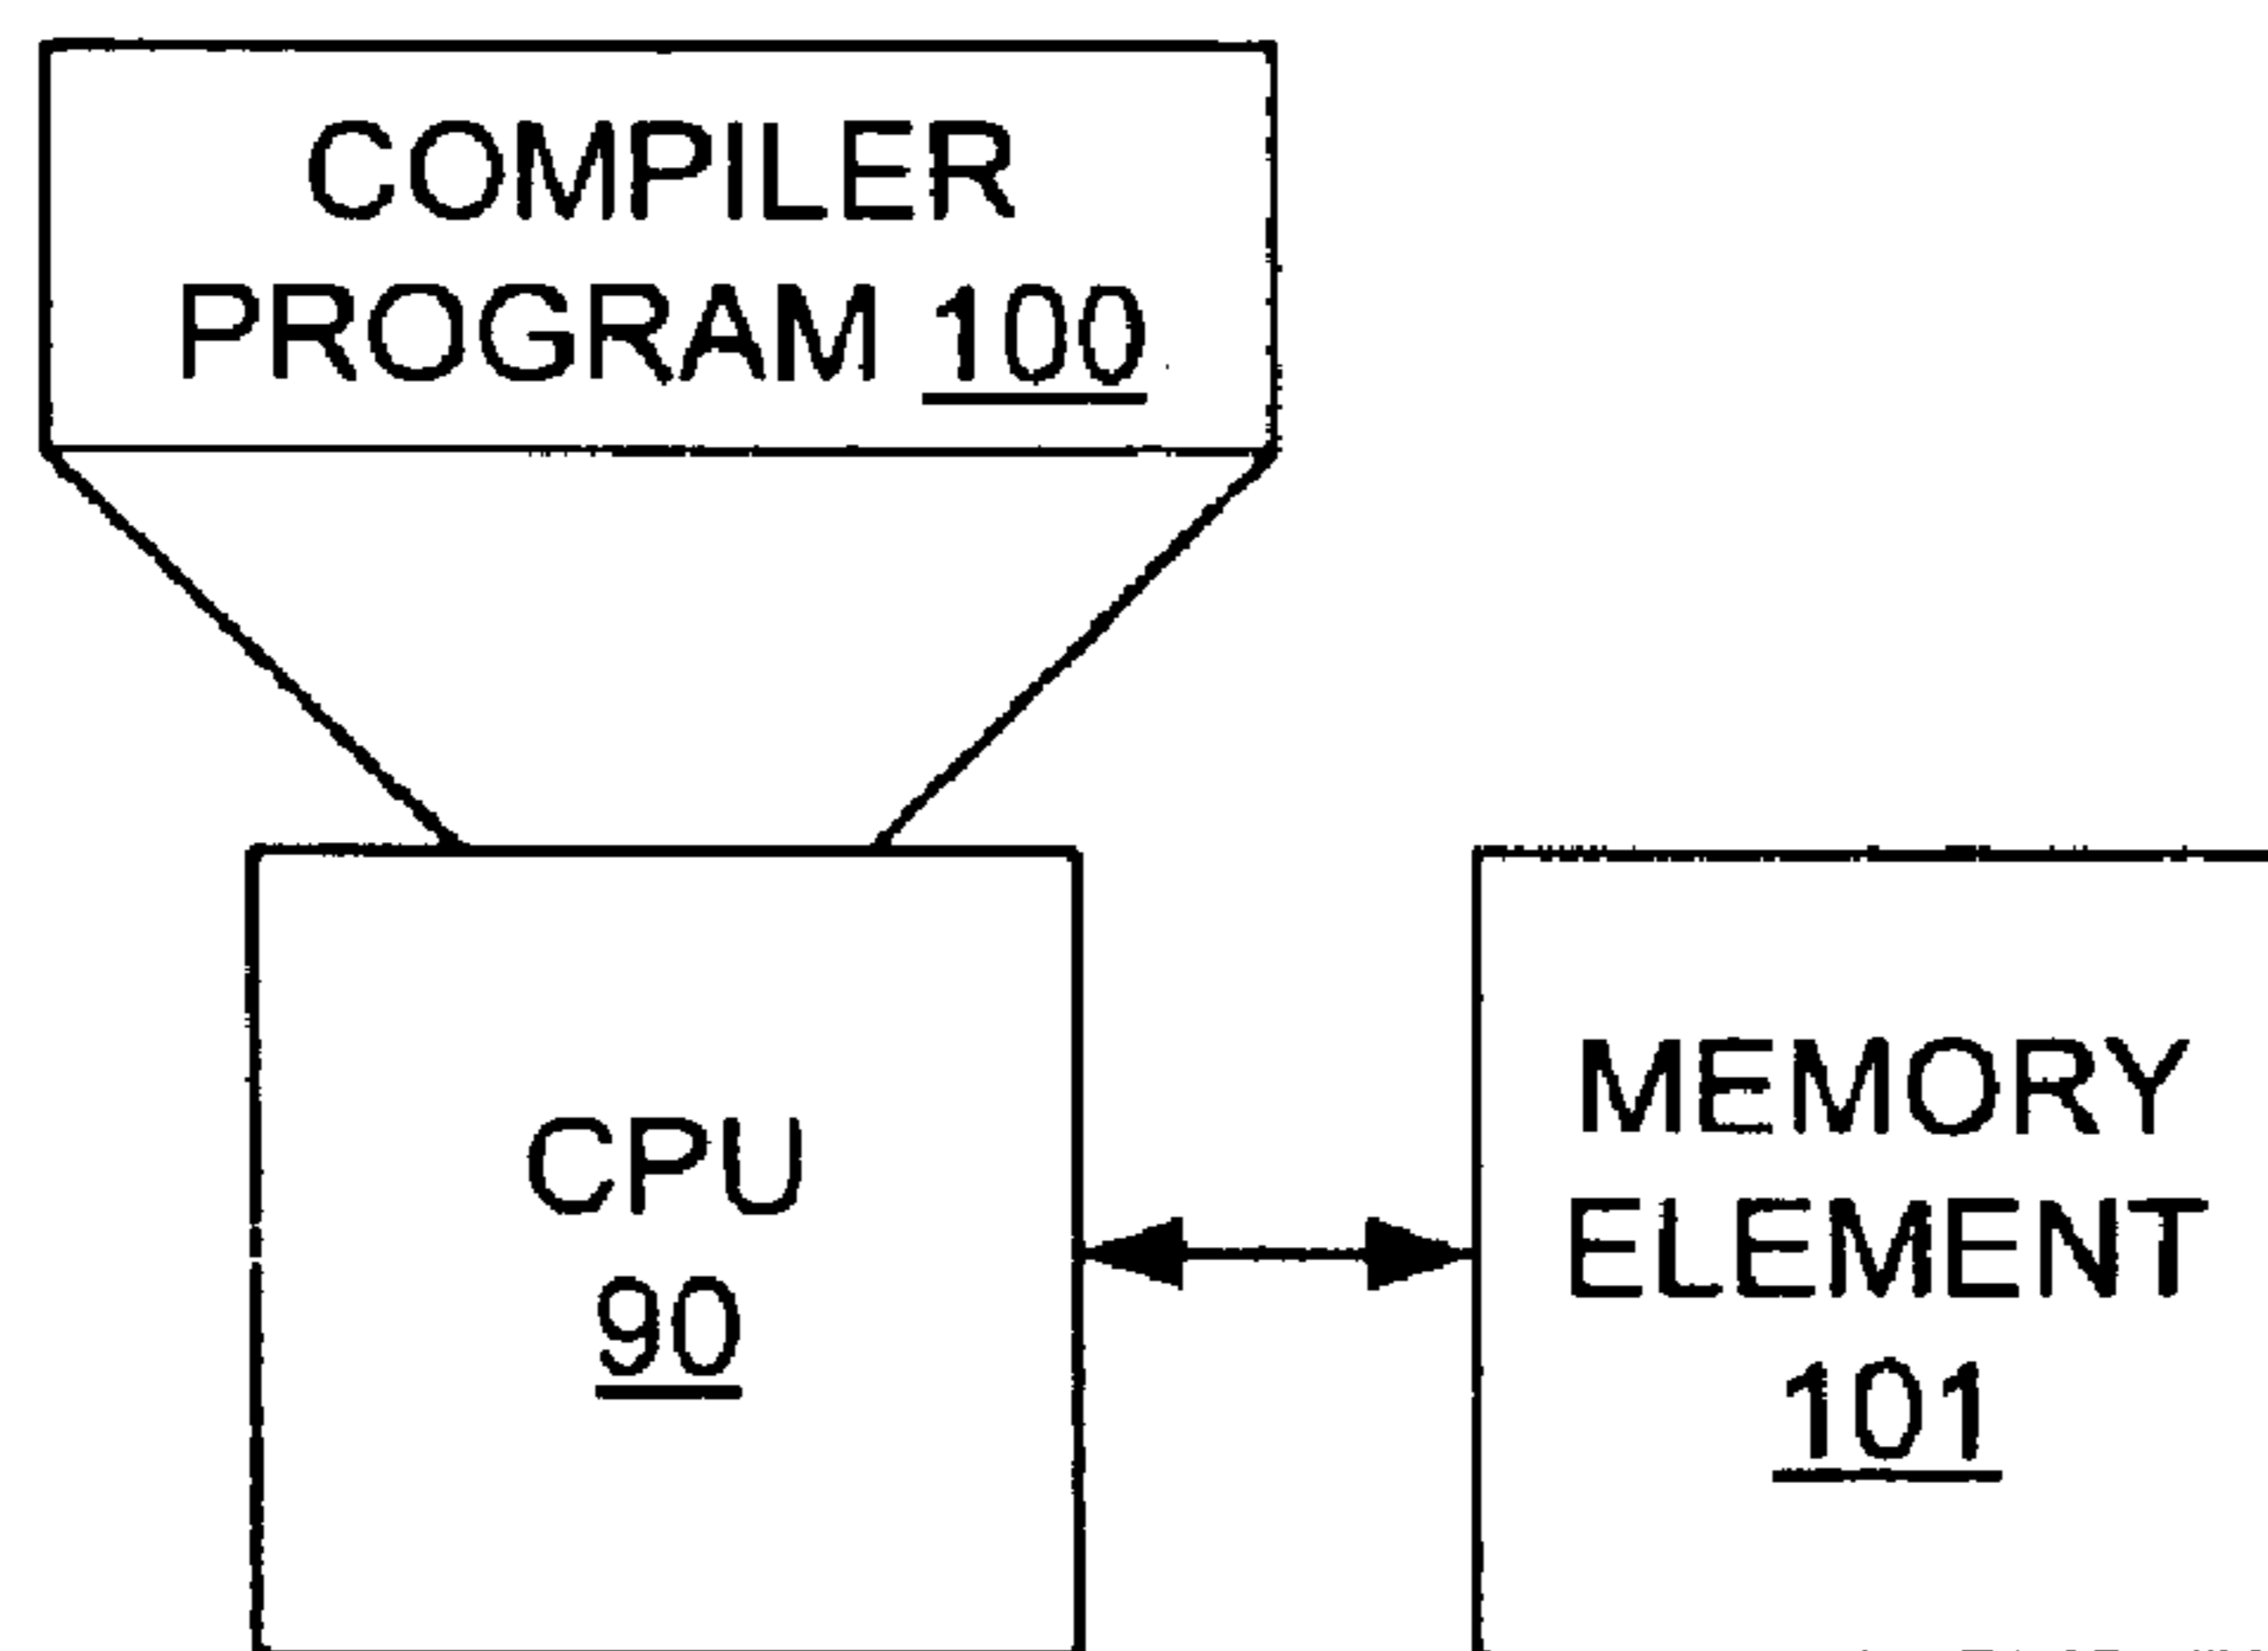 COMPILER
PROGRAM 100
CPU
90
MEMORY
ELEMENT
101